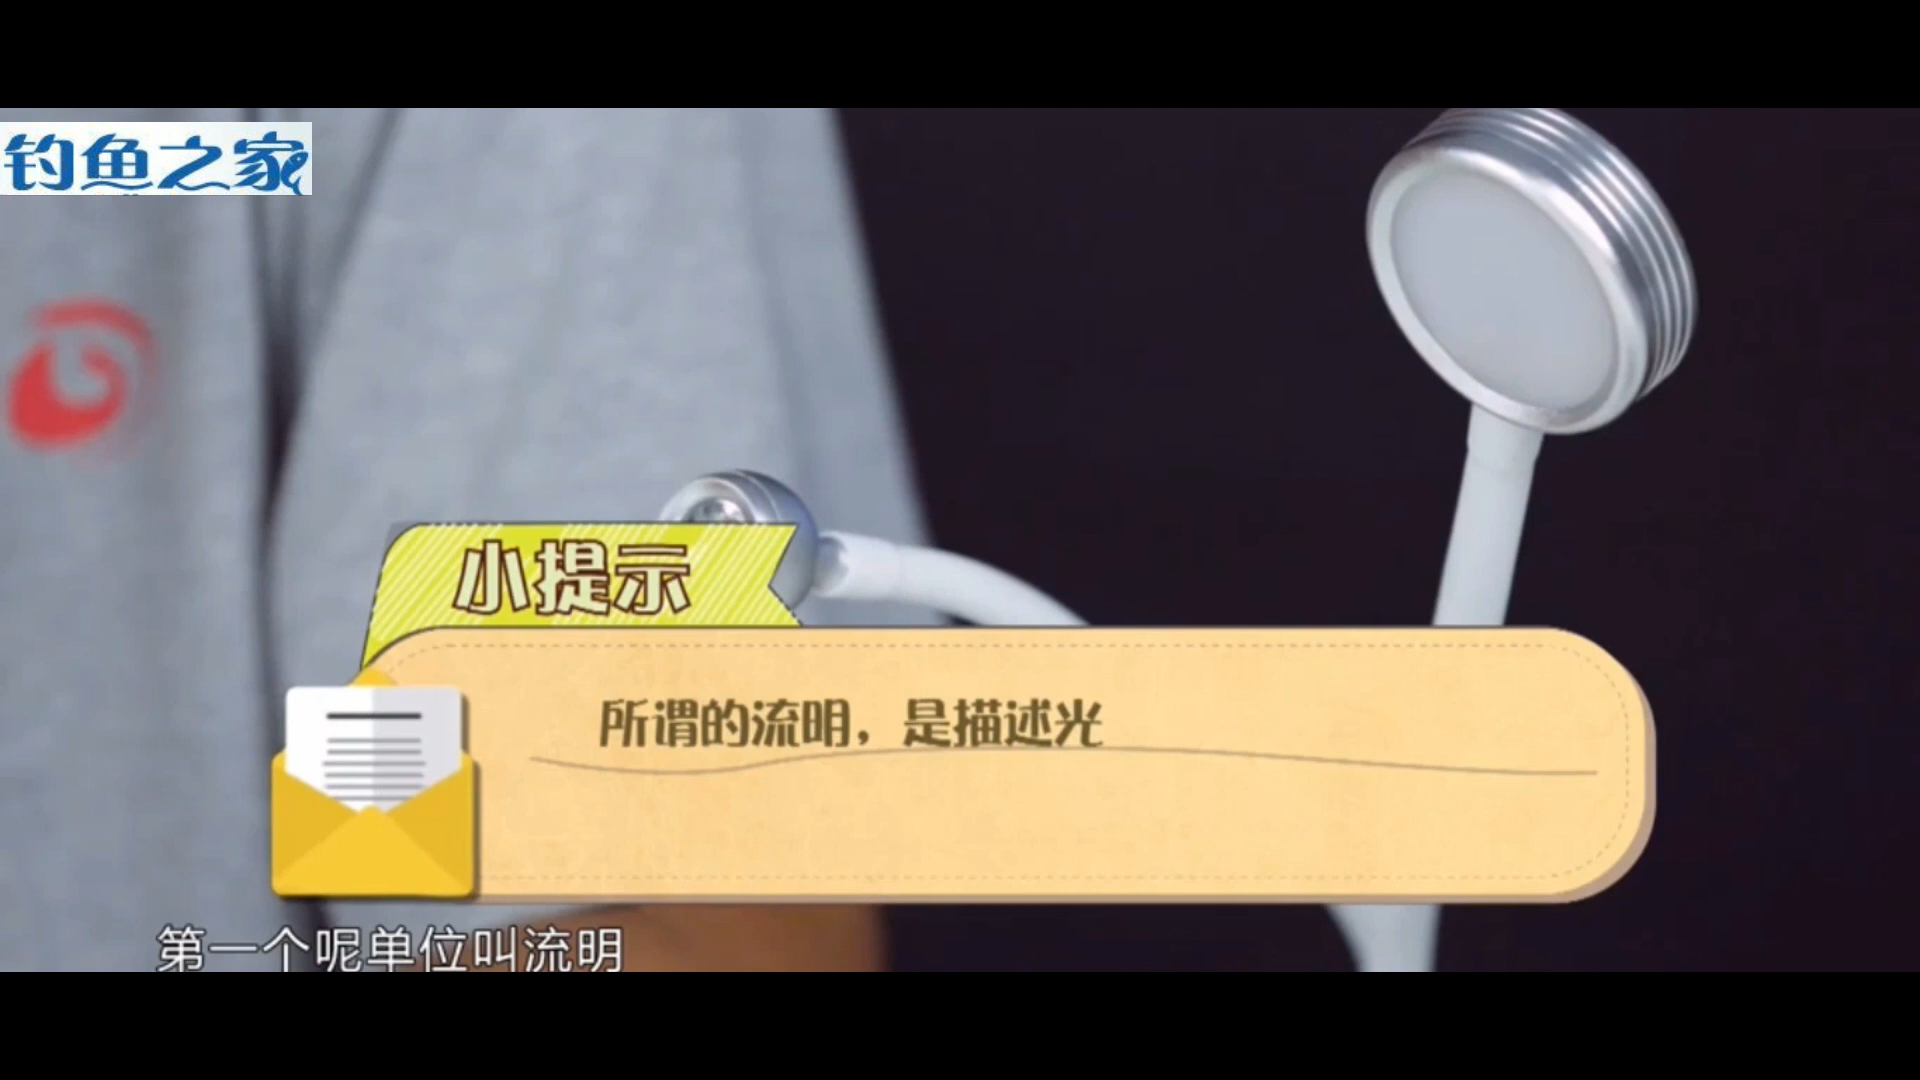 钓鱼之家
小提示
所谓的流明，是描述光
第一个呢单位叫流明